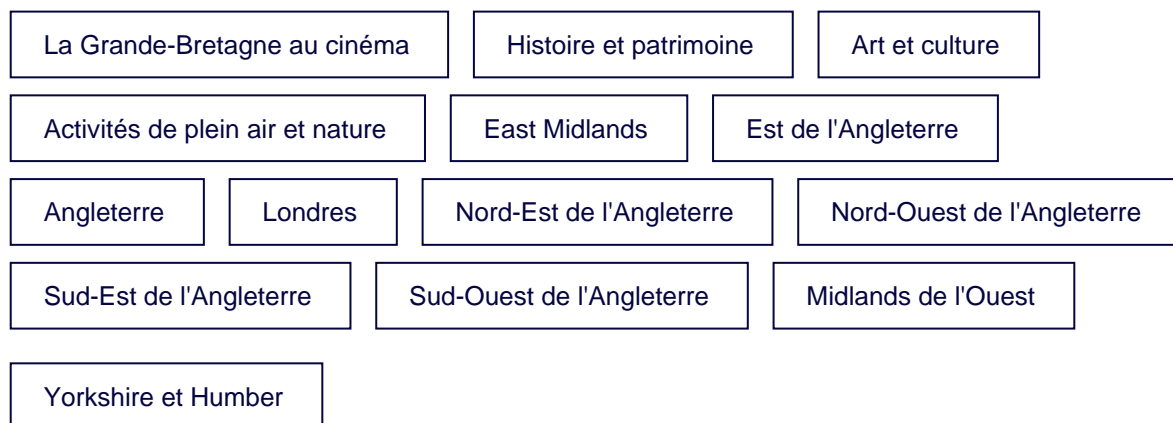 La Grande-Bretagne au cinéma
Histoire et patrimoine
Art et culture
Activités de plein air et nature
East Midlands
Est de l'Angleterre
Angleterre
Londres
Nord-Est de l'Angleterre
Nord-Ouest de l'Angleterre
Sud-Est de l'Angleterre
Sud-Ouest de l'Angleterre
Midlands de l'Ouest
Yorkshire et Humber